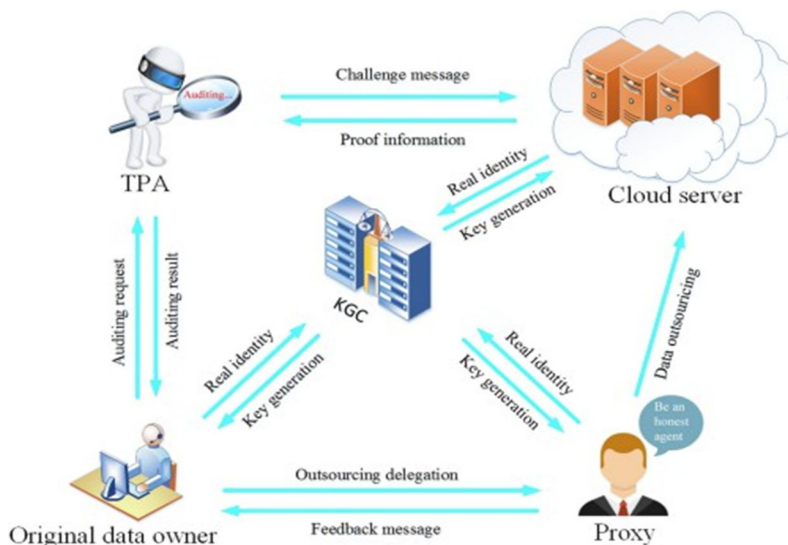 Challenge message
Auditing...
Proof information
TPA
Real identity
Key generation
Cloud server
KGC
Auditing request
Auditing result
Real identity
Key generation
Real identity
Key generation
Data outsouricing
Be an
honest
agent
Outsourcing delegation
Feedback message
Original data owner
Proxy